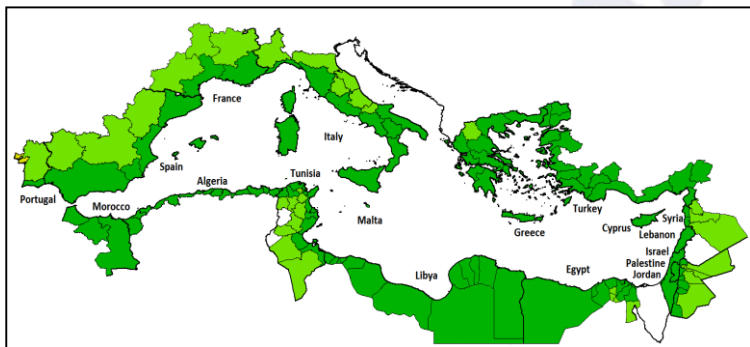 France
Italy
Spain
Tunisia
Algeria
Portugal
Morocco
Malta
Turkey
Syria
Cyprus
Lebanon
Greece
Israel
Libya
Egypt
Palestine
Jordan